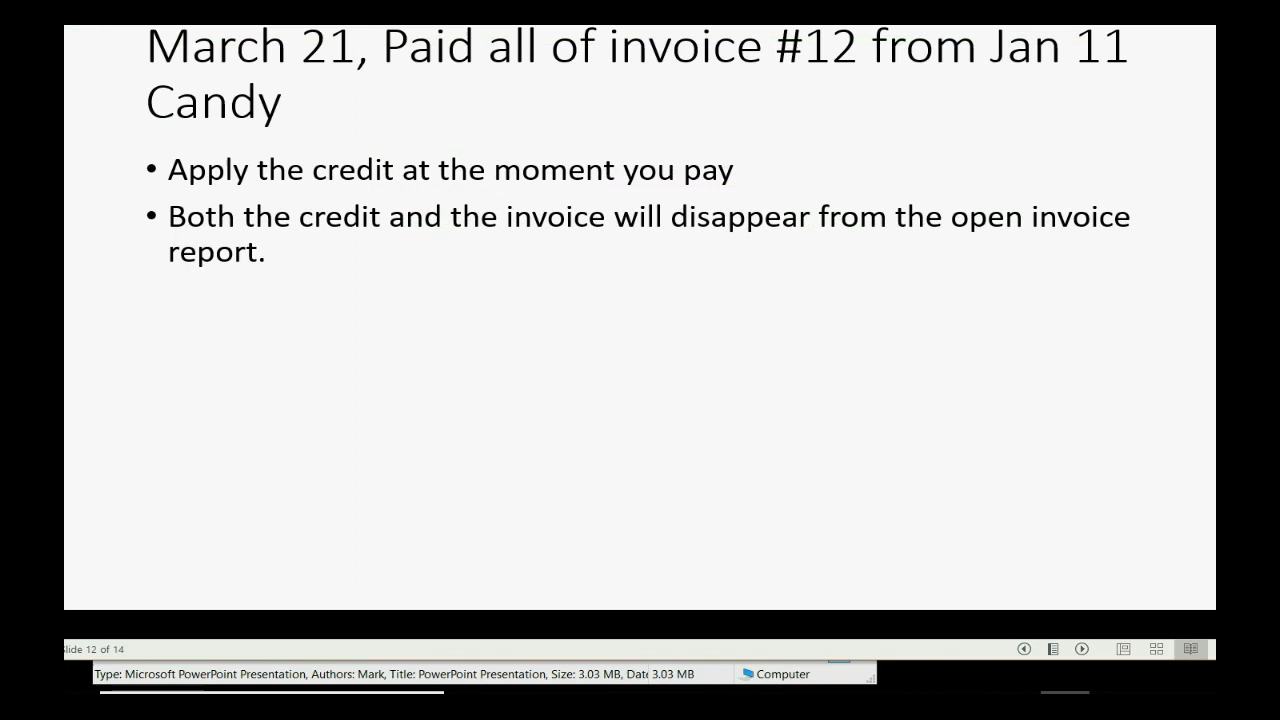 March 21, Paid all of invoice #12 from Jan 11
Candy
• Apply the credit at the moment you pay
• Both the credit and the invoice will disappear from the open invoice
report.
Slide 12 of 14
Type: Microsoft PowerPoint Presentation, Authors: Mark, Title: PowerPoint Presentation, Size: 3.03 MB, Dat 3.03 MB Computer